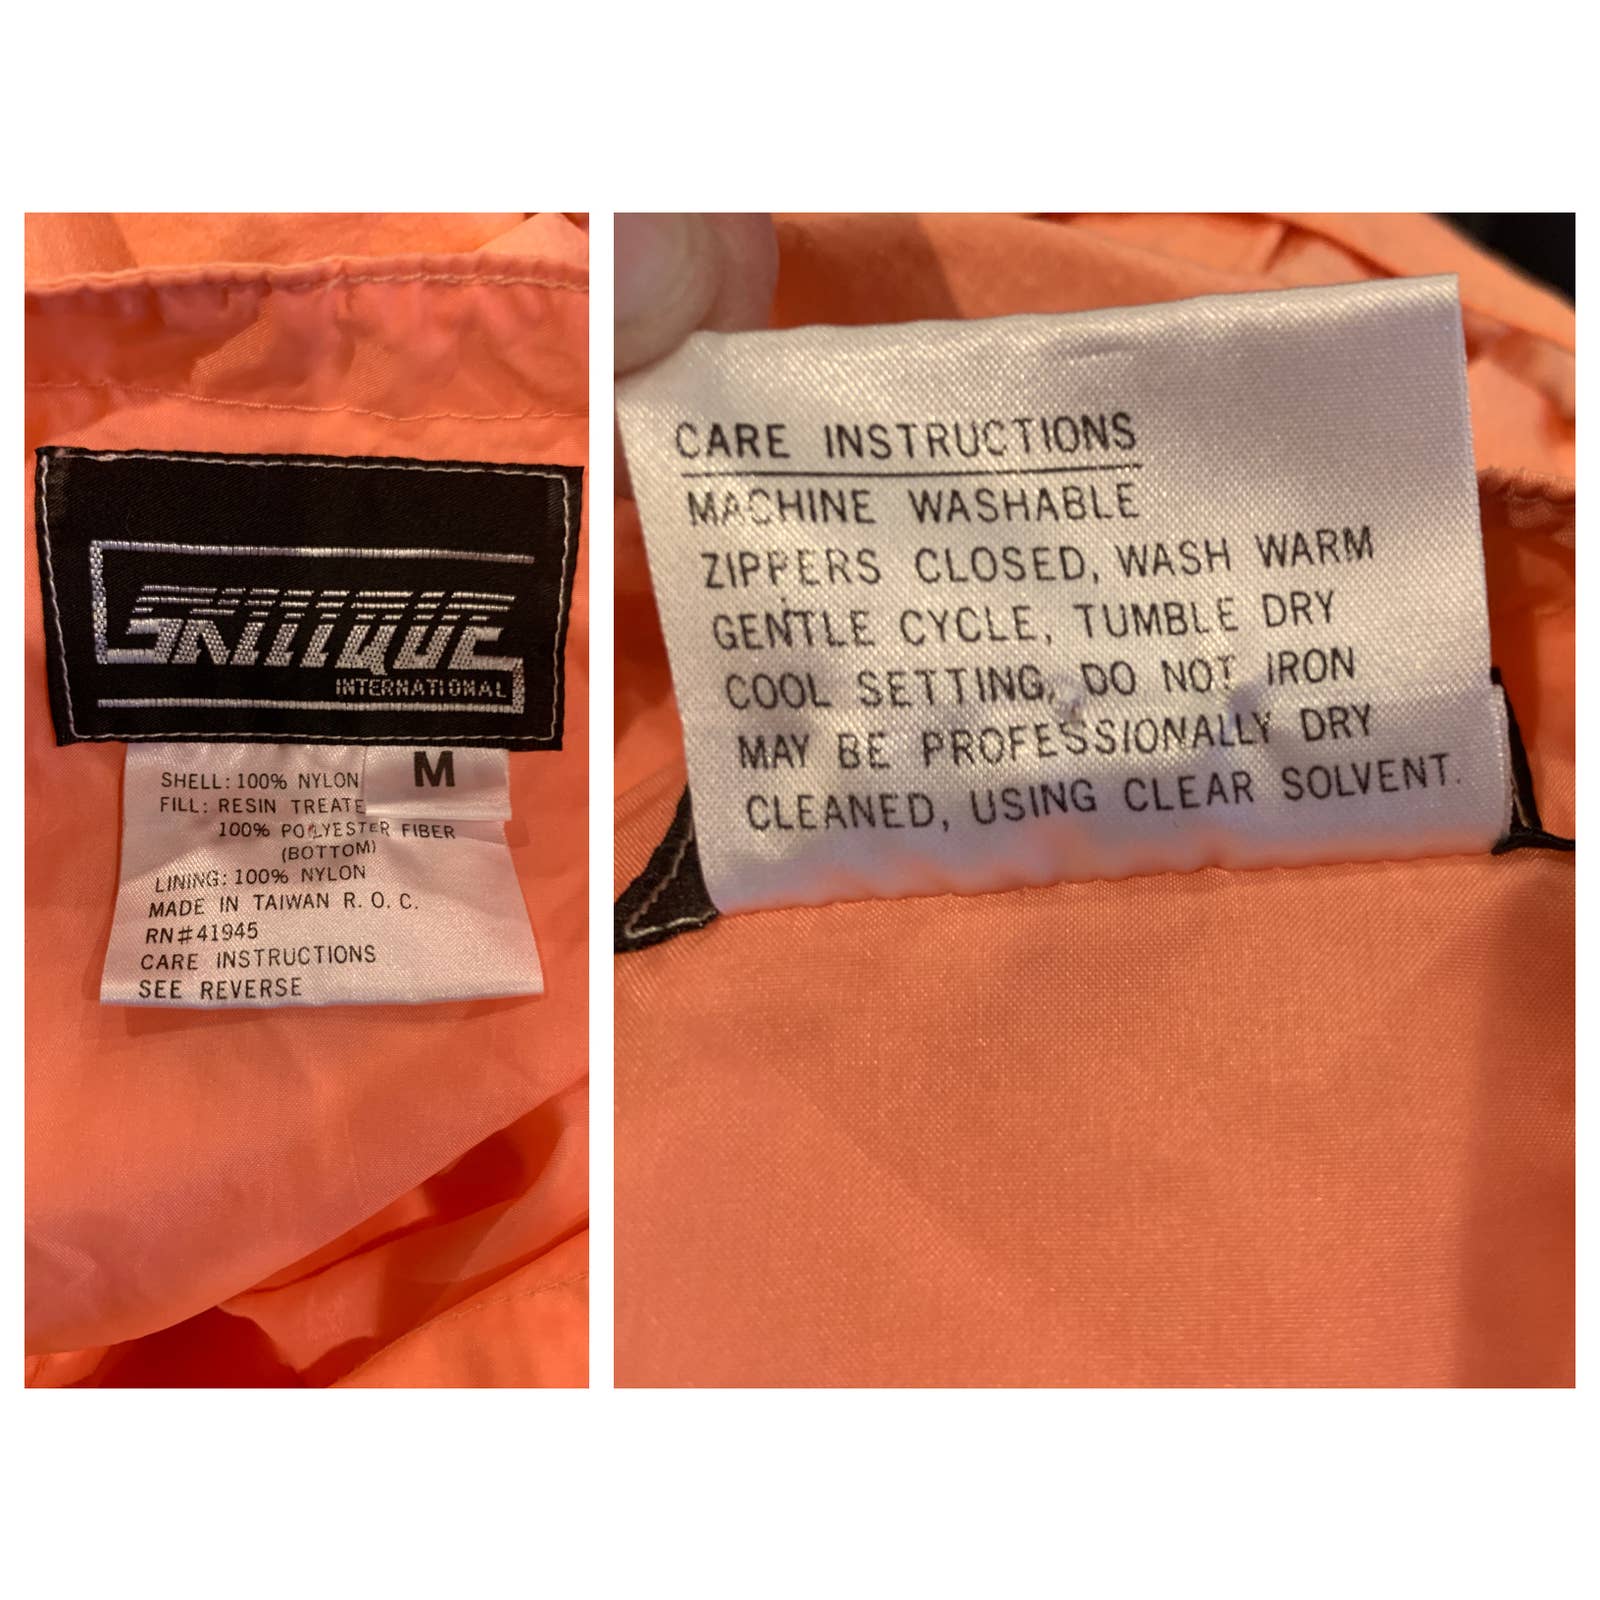 SKIIIQUE
INTERNATIONAL
M
SHELL: 100% NYLON
FILL: RESIN TREATE
100% POLYESTER FIBER
(BOTTOM)
LINING: 100% NYLON
MADE IN TAIWAN R. O. C.
RN#41945
CARE INSTRUCTIONS
SEE REVERSE
CARE INSTRUCTIONS
MACHINE WASHABLE
ZIPPERS CLOSED, WASH WARM
GENTLE CYCLE, TUMBLE DRY
COOL SETTING, DO NOT IRON
MAY BE PROFESSIONALLY DRY
CLEANED, USING CLEAR SOLVENT.